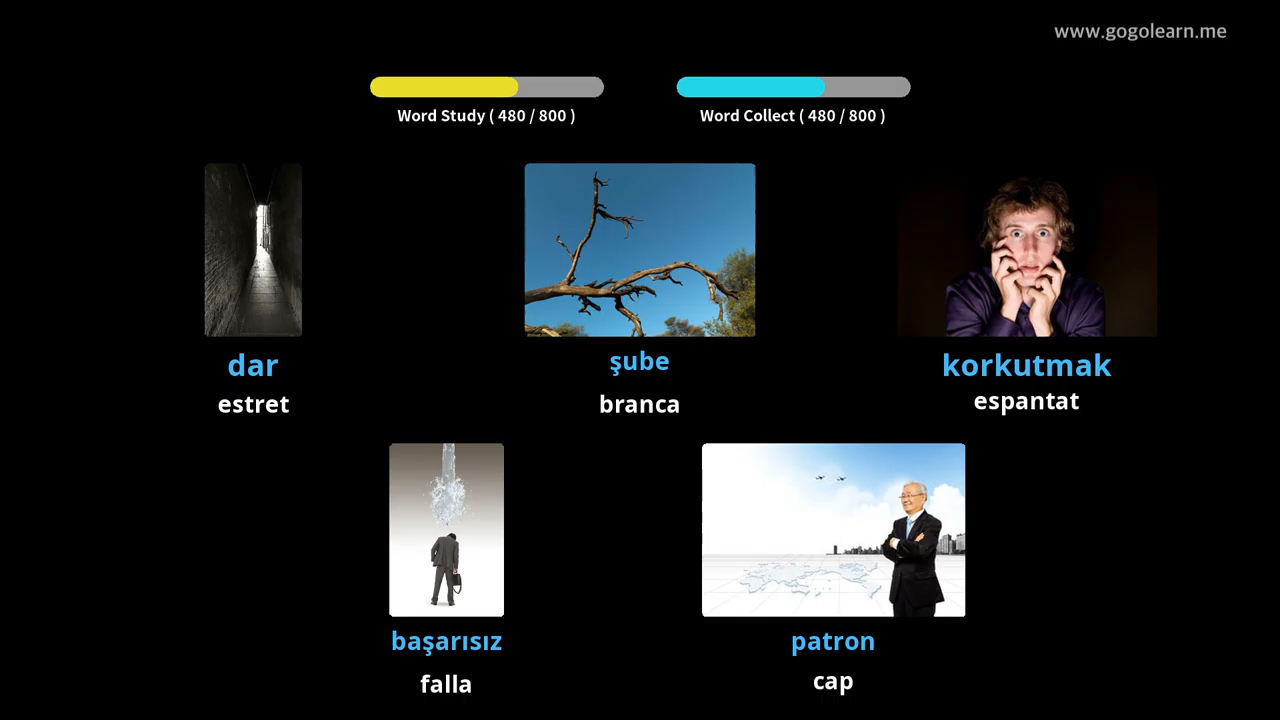 www.gogolearn.me
Word Study ( 480 / 800 )
Word Collect ( 480 / 800 )
dar
estret
şube
branca
korkutmak
espantat
başarısız
falla
patron
cap